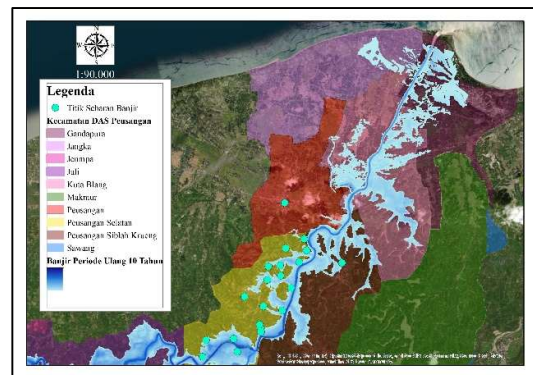 N
W
E
S
1:90.000
Legenda
Titik Sebaran Banjir
Kecamatan DAS Peusangan
Gandapura
Jangka
Jeumpa
Juli
Kuta Blang
Makmur
Peusangan
Peusangan Selatan
Peusangan Siblah Krueng
Sawang
Banjir Periode Ulang 10 Tahun